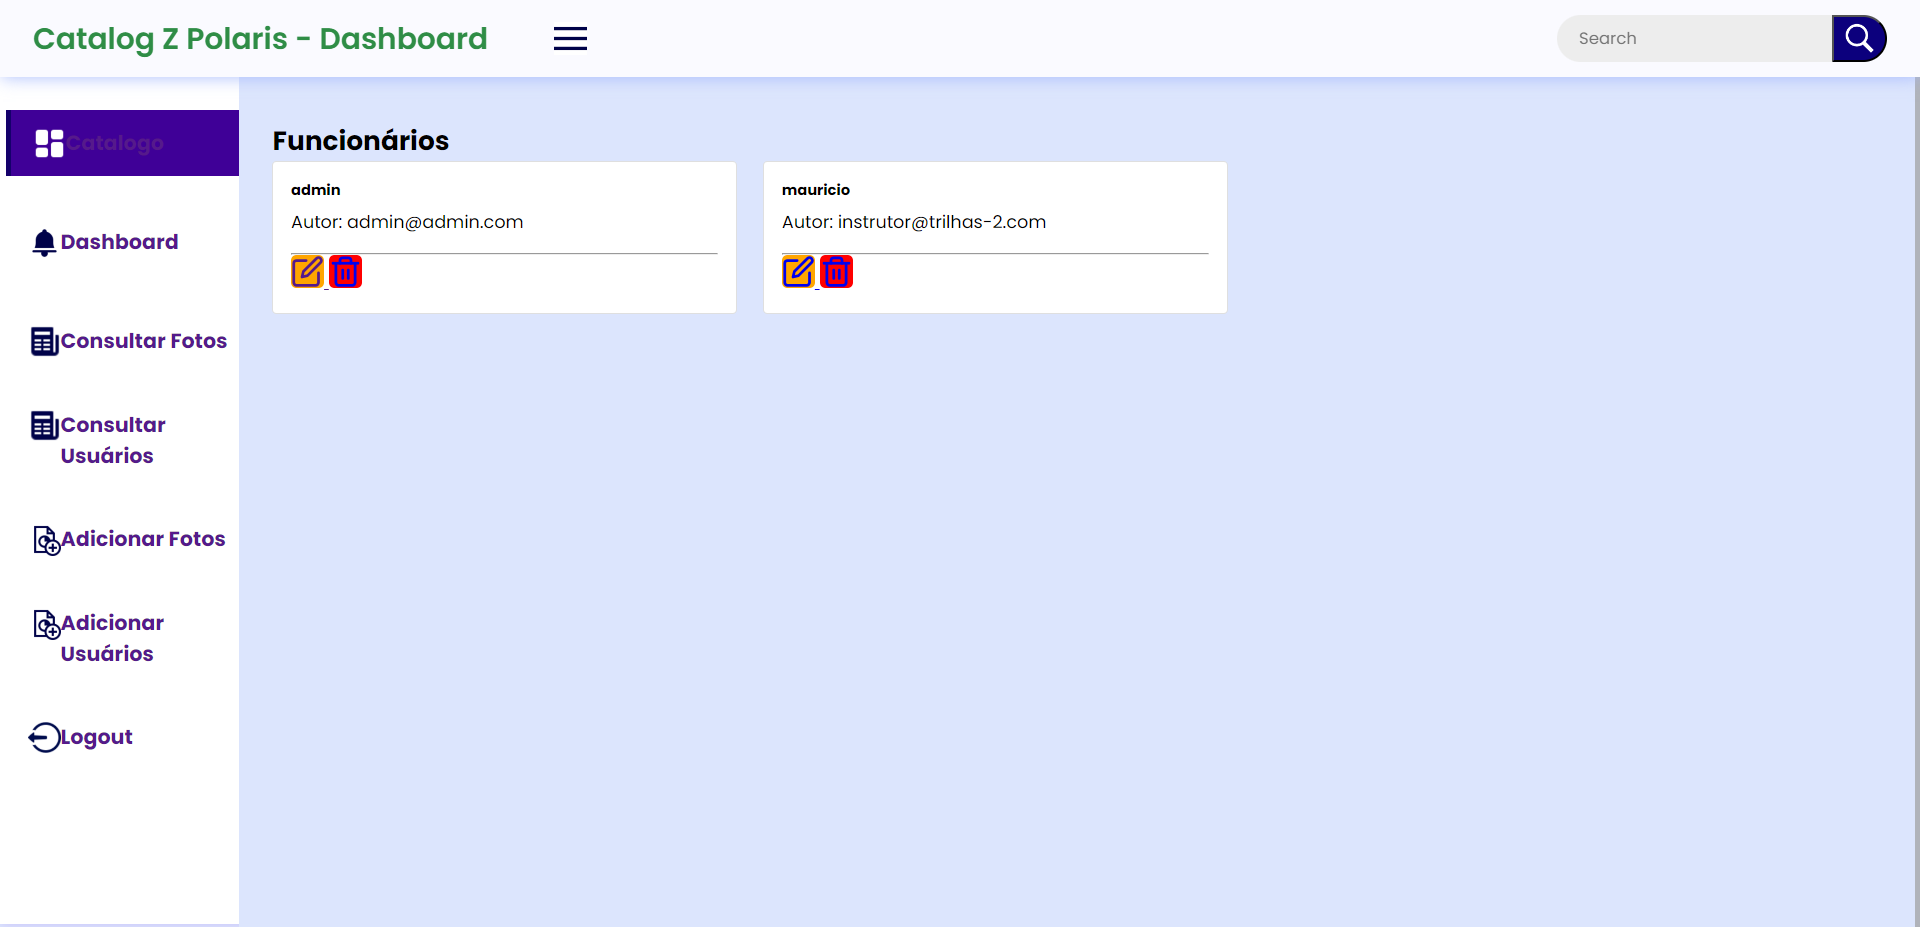 Catalog Z Polaris - Dashboard
Search
Catalogo
Dashboard
Consultar Fotos
Consultar
Usuários
Adicionar Fotos
Adicionar
Usuários
Logout
Funcionários
admin
Autor: admin@admin.com
mauricio
Autor: instrutor@trilhas-2.com